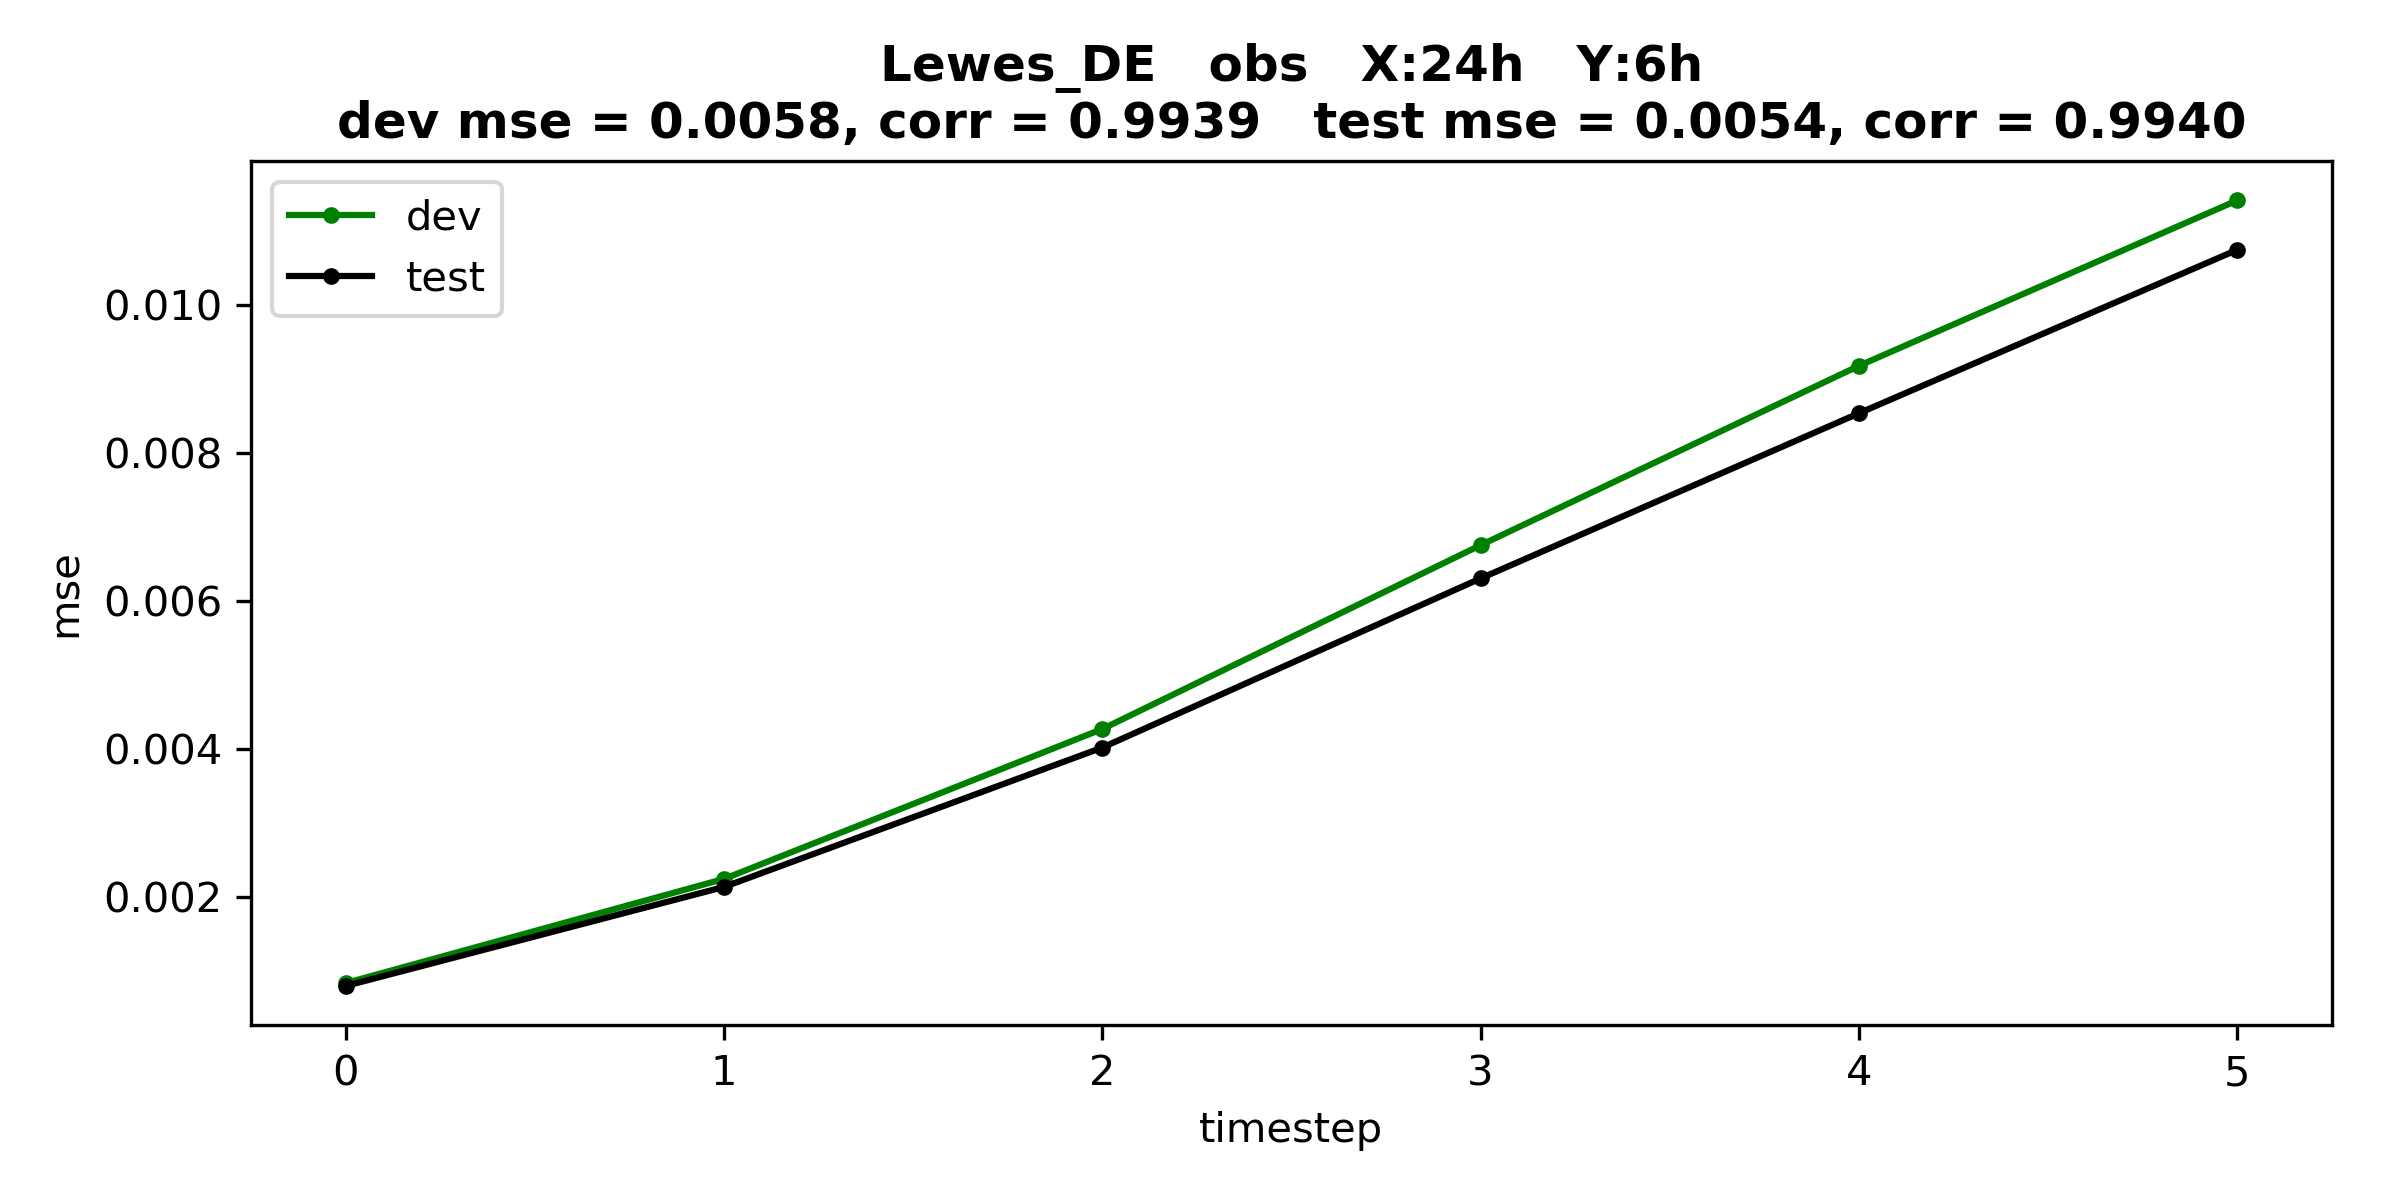 Lewes_DE   obs   X:24h   Y:6h
dev mse = 0.0058, corr = 0.9939   test mse = 0.0054, corr = 0.9940
dev
test
0.010
0.008
0.006
0.004
0.002
mse
0 1 2 3 4 5
timestep